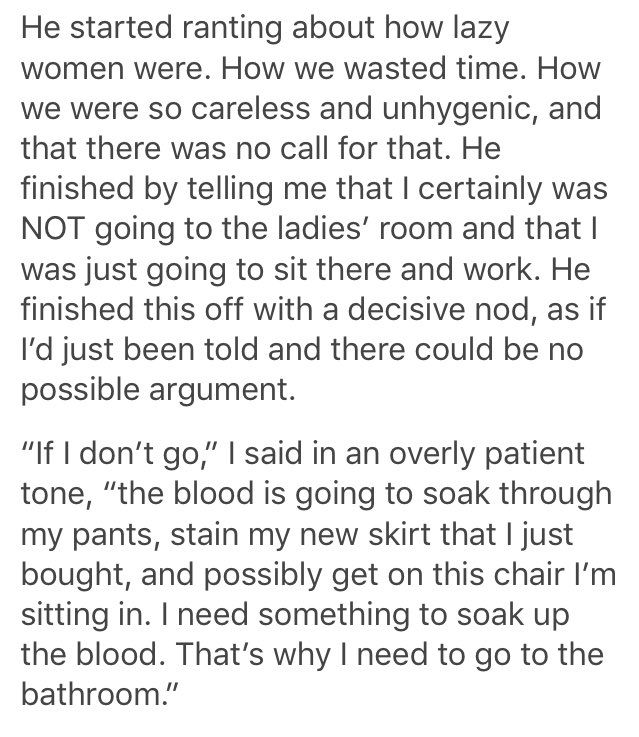 He started ranting about how lazy
women were. How we wasted time. How
we were so careless and unhygenic, and
that there was no call for that. He
finished by telling me that I certainly was
NOT going to the ladies’ room and that I
was just going to sit there and work. He
finished this off with a decisive nod, as if
I’d just been told and there could be no
possible argument.
“If I don’t go,” I said in an overly patient
tone, “the blood is going to soak through
my pants, stain my new skirt that I just
bought, and possibly get on this chair I’m
sitting in. I need something to soak up
the blood. That’s why I need to go to the
bathroom.”